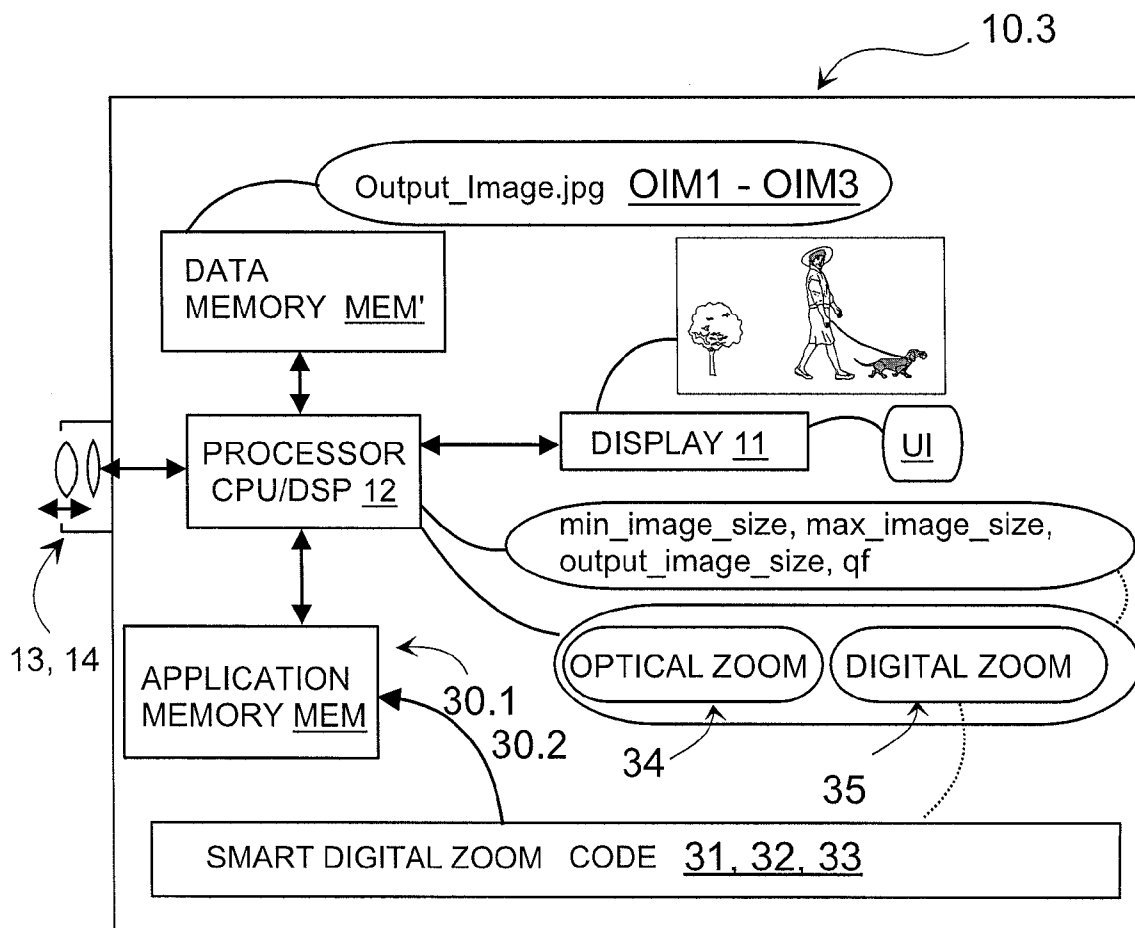 10.3
Output_Image.jpg OIM1 - OIM3
DATA
MEMORY MEM'
PROCESSOR
CPU/DSP 12
DISPLAY 11
UI
min_image_size, max_image_size,
output_image_size, qf
13, 14
OPTICAL ZOOM
DIGITAL ZOOM
APPLICATION
MEMORY MEM
30.1
30.2
34
35
SMART DIGITAL ZOOM CODE 31, 32, 33